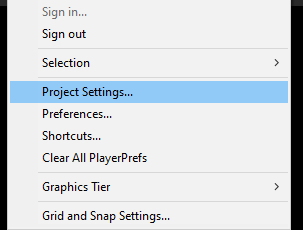 Sign in...
Sign out
Selection
Project Settings...
Preferences...
Shortcuts...
Clear All PlayerPrefs
Graphics Tier
Grid and Snap Settings...